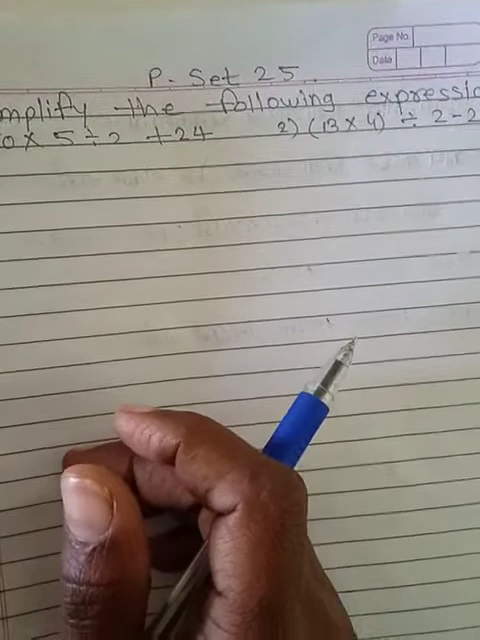 Page No.
Date
P. Set 25
mplify the following expressio
0 x 5 ÷ 2 + 24 2) (13 x 4) ÷ 2 - 2